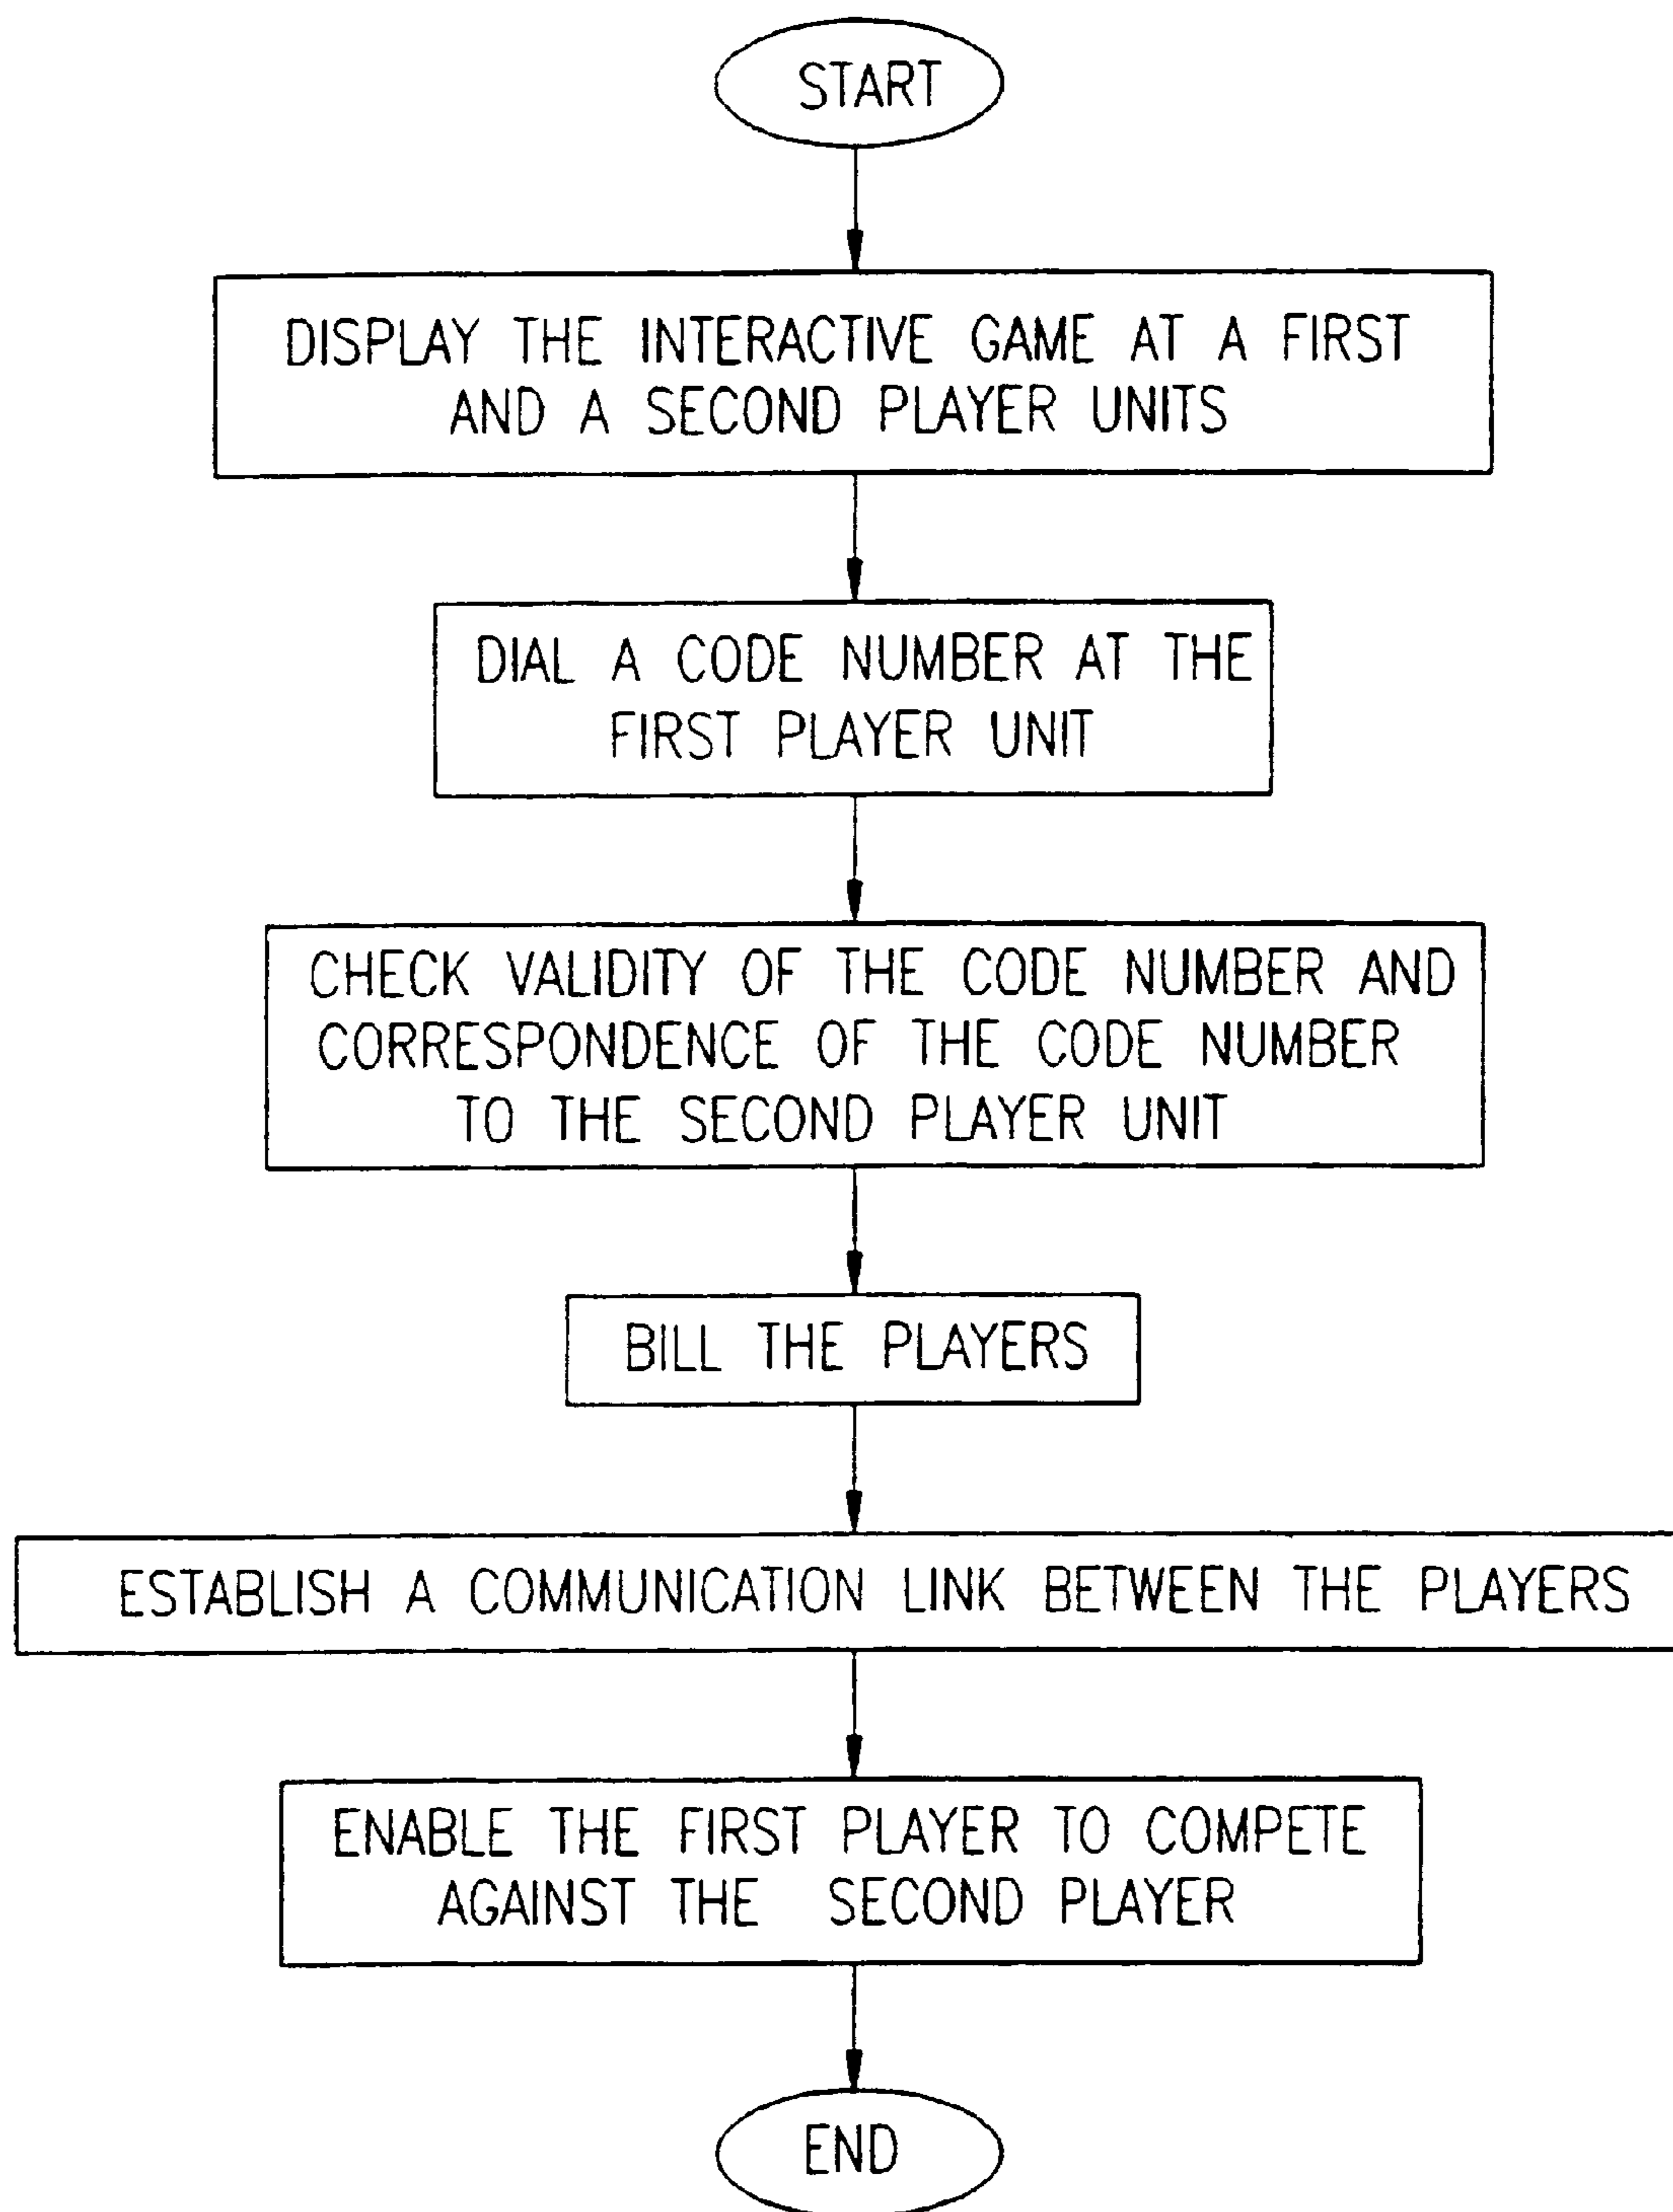 START
DISPLAY THE INTERACTIVE GAME AT A FIRST
AND A SECOND PLAYER UNITS
DIAL A CODE NUMBER AT THE
FIRST PLAYER UNIT
CHECK VALIDITY OF THE CODE NUMBER AND
CORRESPONDENCE OF THE CODE NUMBER
TO THE SECOND PLAYER UNIT
BILL THE PLAYERS
ESTABLISH A COMMUNICATION LINK BETWEEN THE PLAYERS
ENABLE THE FIRST PLAYER TO COMPETE
AGAINST THE SECOND PLAYER
END